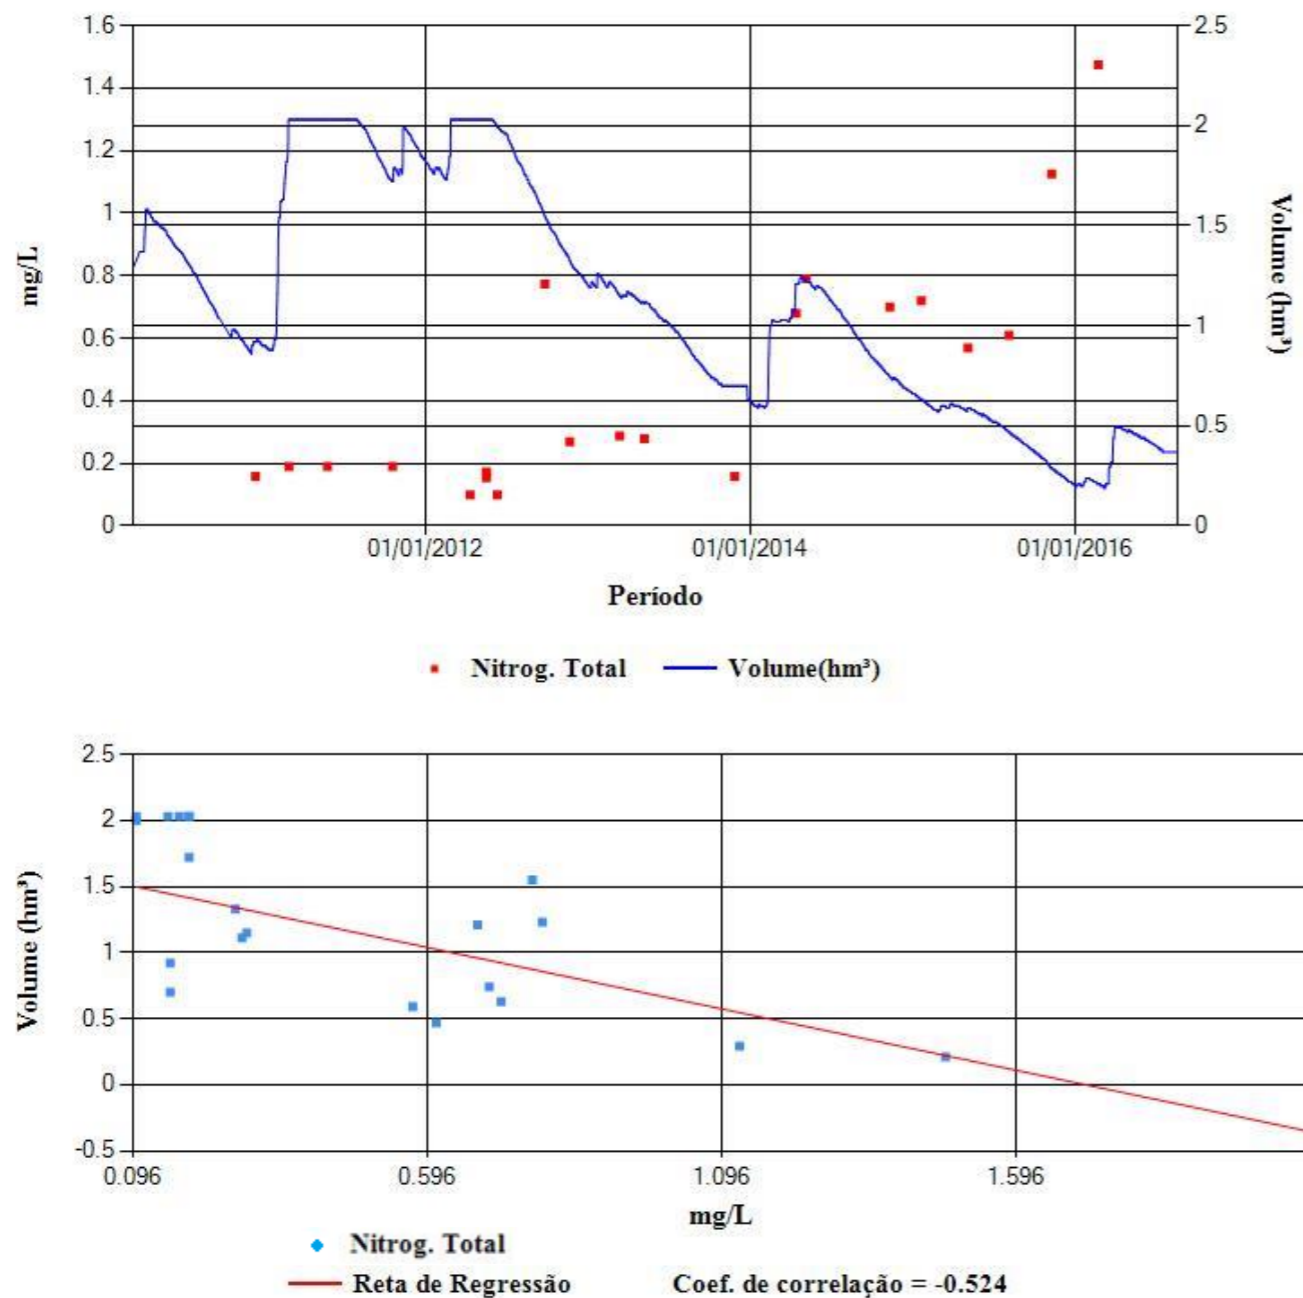 1.6
1.4
1.2
1
0.8
0.6
0.4
0.2
0
mg/L
2.5
2
1.5
1
0.5
0
Volume (hm³)
01/01/2012 01/01/2014 01/01/2016
Período
Nitrog. Total Volume(hm³)
2.5
2
1.5
1
0.5
0
-0.5
Volume (hm³)
0.096 0.596 1.096 1.596
mg/L
Nitrog. Total
Reta de Regressão Coef. de correlação = -0.524